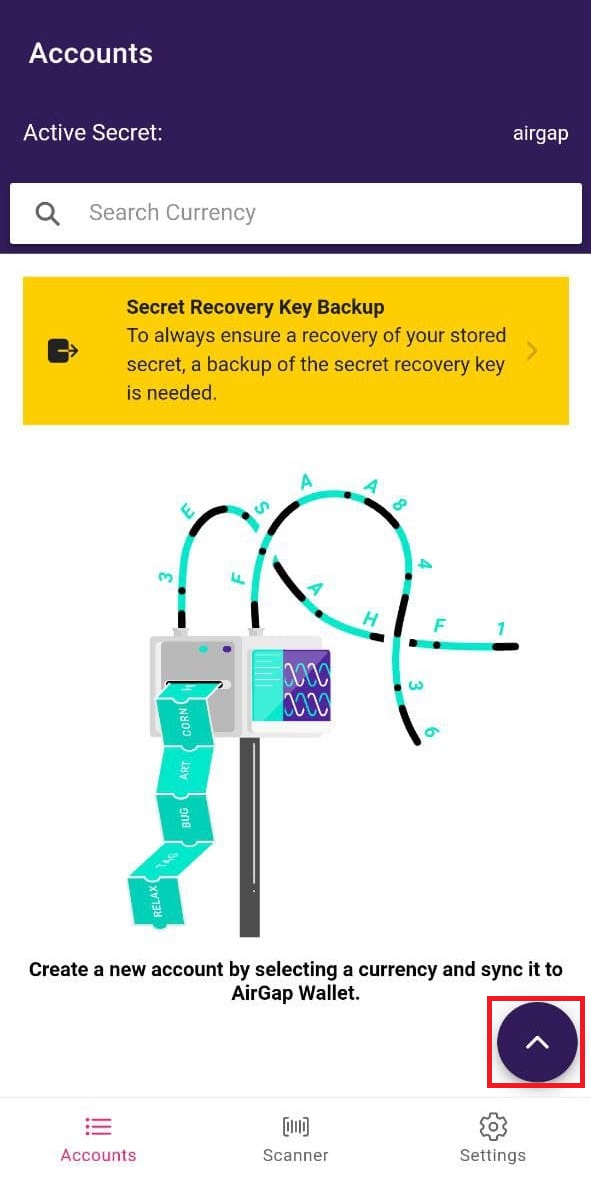 Accounts
Active Secret:
airgap
Search Currency
Secret Recovery Key Backup
To always ensure a recovery of your stored
secret, a backup of the secret recovery key
is needed.
3 E S
F A A 8 4
A H F 1
3 6
H
CORN
ART
BUG
TAG
RELAX
Create a new account by selecting a currency and sync it to
AirGap Wallet.
Accounts
Scanner
Settings